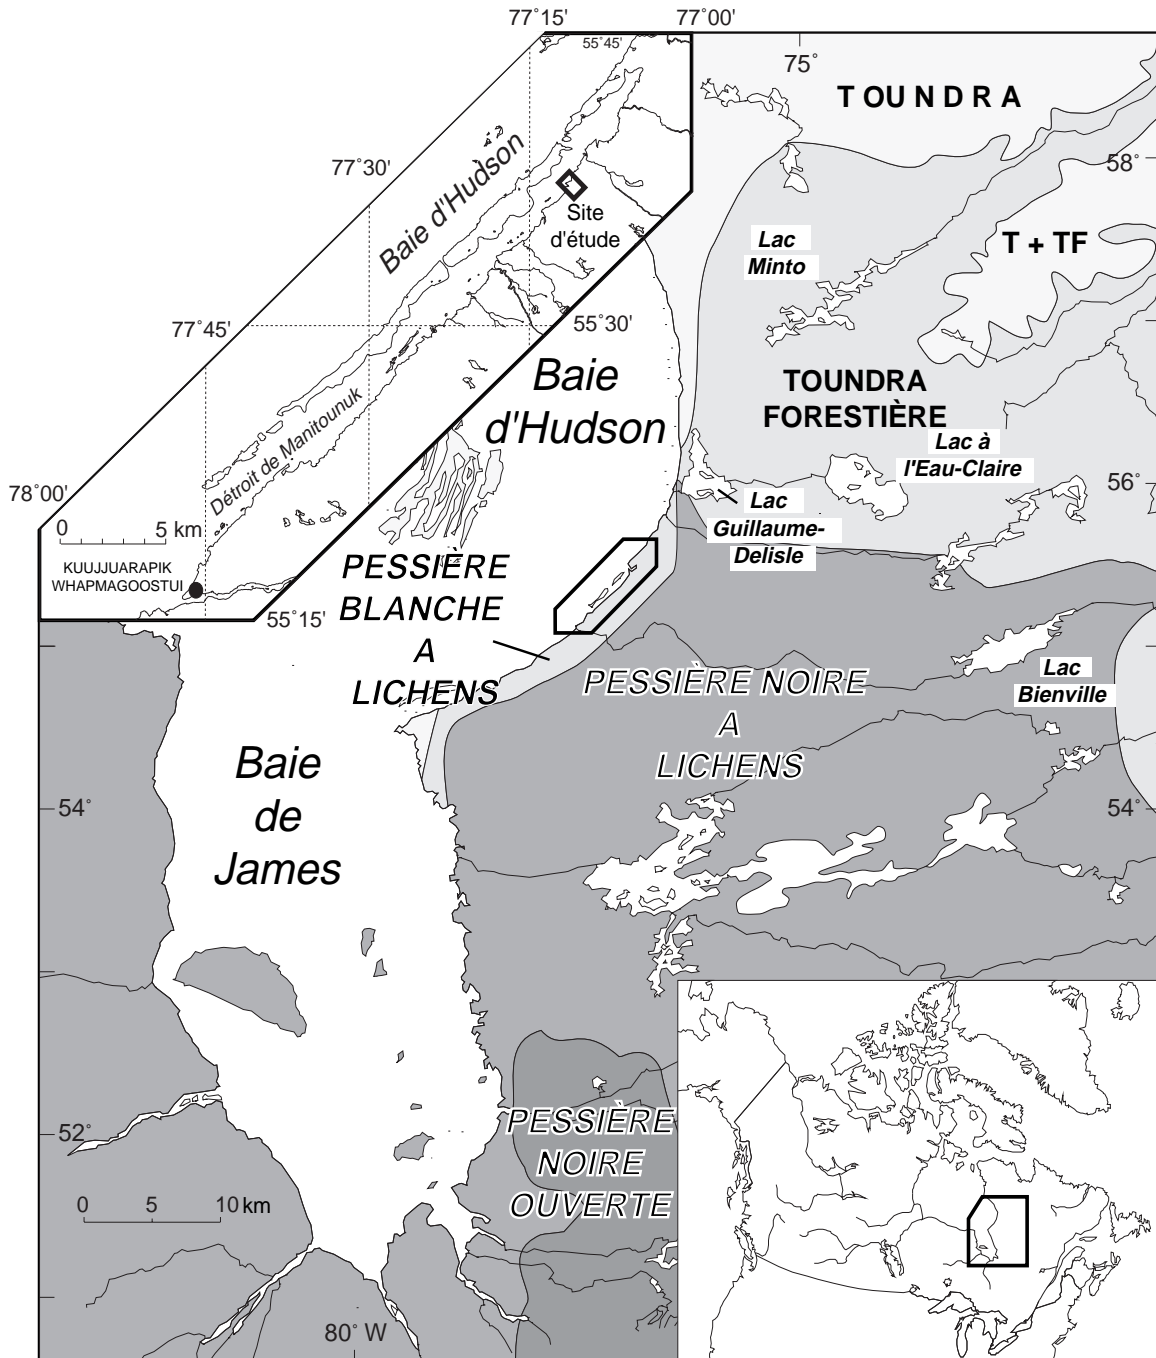 77°15'
77°00'
55°45'
75°
TOUNDRA
77°30'
Baie d'Hudson
58°
Site
d'étude
Lac
Minto
T + TF
77°45'
55°30'
Baie
d'Hudson
TOUNDRA
FORESTIÈRE
Détroit de Manitounuk
Lac à
l'Eau-Claire
78°00'
56°
Lac
Guillaume-
Delisle
0 5 km
KUUJJUARAPIK
WHAPMAGOOSTUI
55°15'
PESSIÈRE
BLANCHE
A
LICHENS
PESSIÈRE NOIRE
A
LICHENS
Lac
Bienville
Baie
de
James
54°
54°
52°
PESSIÈRE
NOIRE
OUVERTE
0 5 10 km
80° W